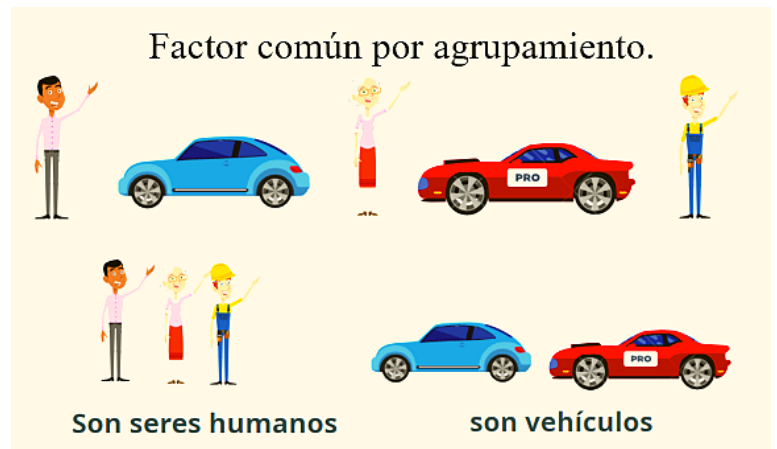 Factor común por agrupamiento.
PRO
PRO
Son seres humanos
son vehículos